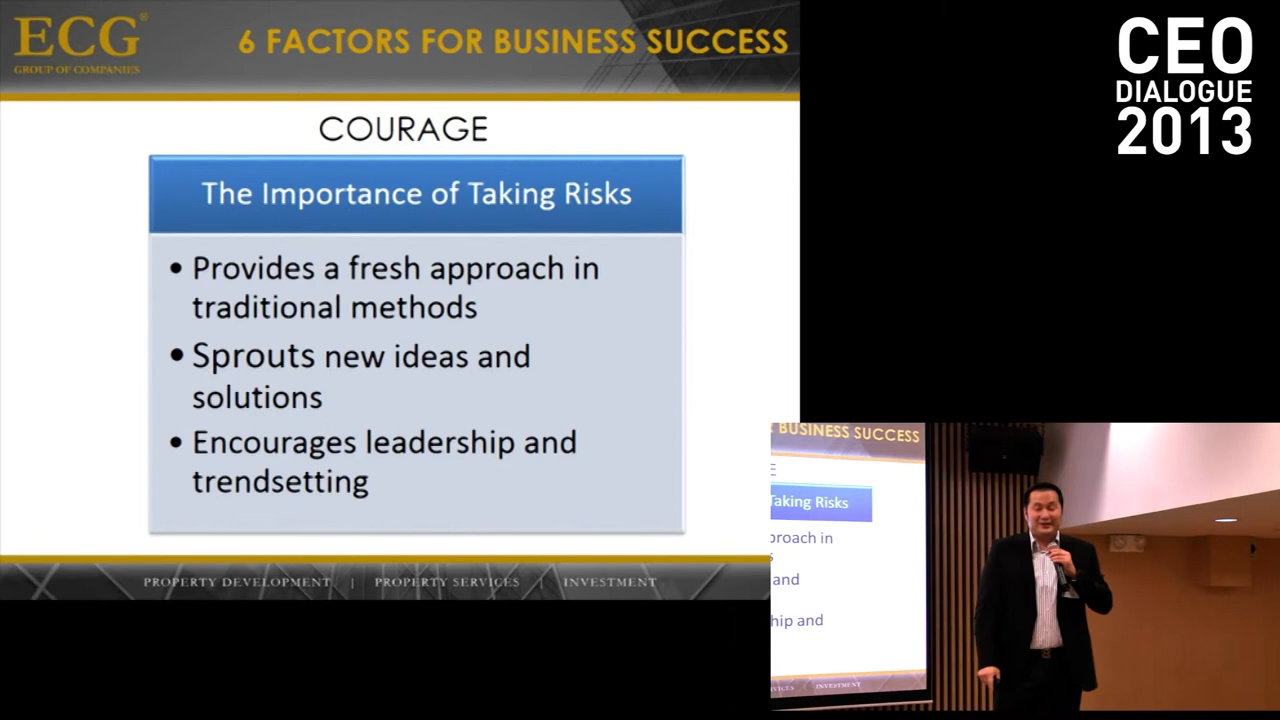 ECG®
GROUP OF COMPANIES
6 FACTORS FOR BUSINESS SUCCESS
COURAGE
The Importance of Taking Risks
• Provides a fresh approach in
traditional methods
• Sprouts new ideas and
solutions
• Encourages leadership and
trendsetting
PROPERTY DEVELOPMENT | PROPERTY SERVICES | INVESTMENT
CEO
DIALOGUE
2013
BUSINESS SUCCESS
E
Taking Risks
proach in
s
and
hip and
VICES | INVESTMENT